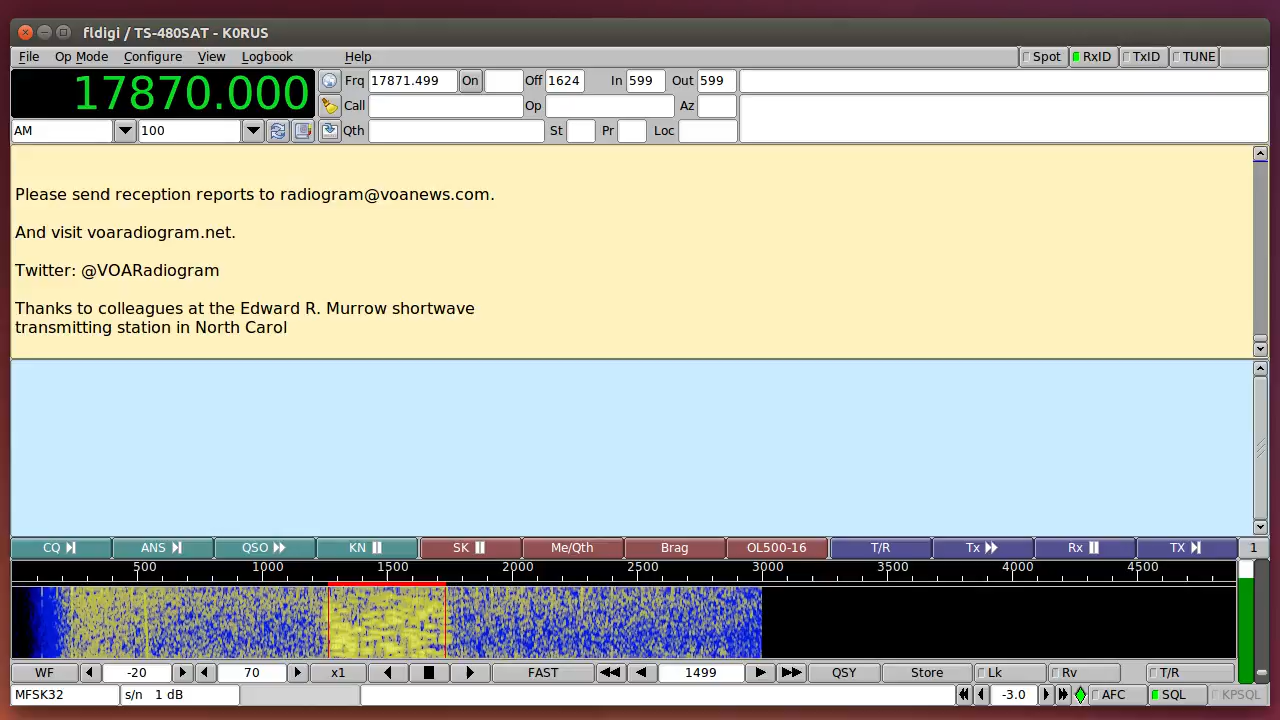 fldigi / TS-480SAT - K0RUS
File Op Mode Configure View Logbook Help Spot RxID TxID TUNE
17870.000 Frq 17871.499 On Off 1624 In 599 Out 599
Call Op Az
AM 100 Qth St Pr Loc
Please send reception reports to radiogram@voanews.com.
And visit voaradiogram.net.
Twitter: @VOARadiogram
Thanks to colleagues at the Edward R. Murrow shortwave
transmitting station in North Carol
CQ ANS QSO KN SK Me/Qth Brag OL500-16 T/R Tx Rx TX 1
500 1000 1500 2000 2500 3000 3500 4000 4500
WF -20 70 x1 FAST 1499 QSY Store Lk Rv T/R
MFSK32 s/n 1 dB -3.0 AFC SQL KPSQL